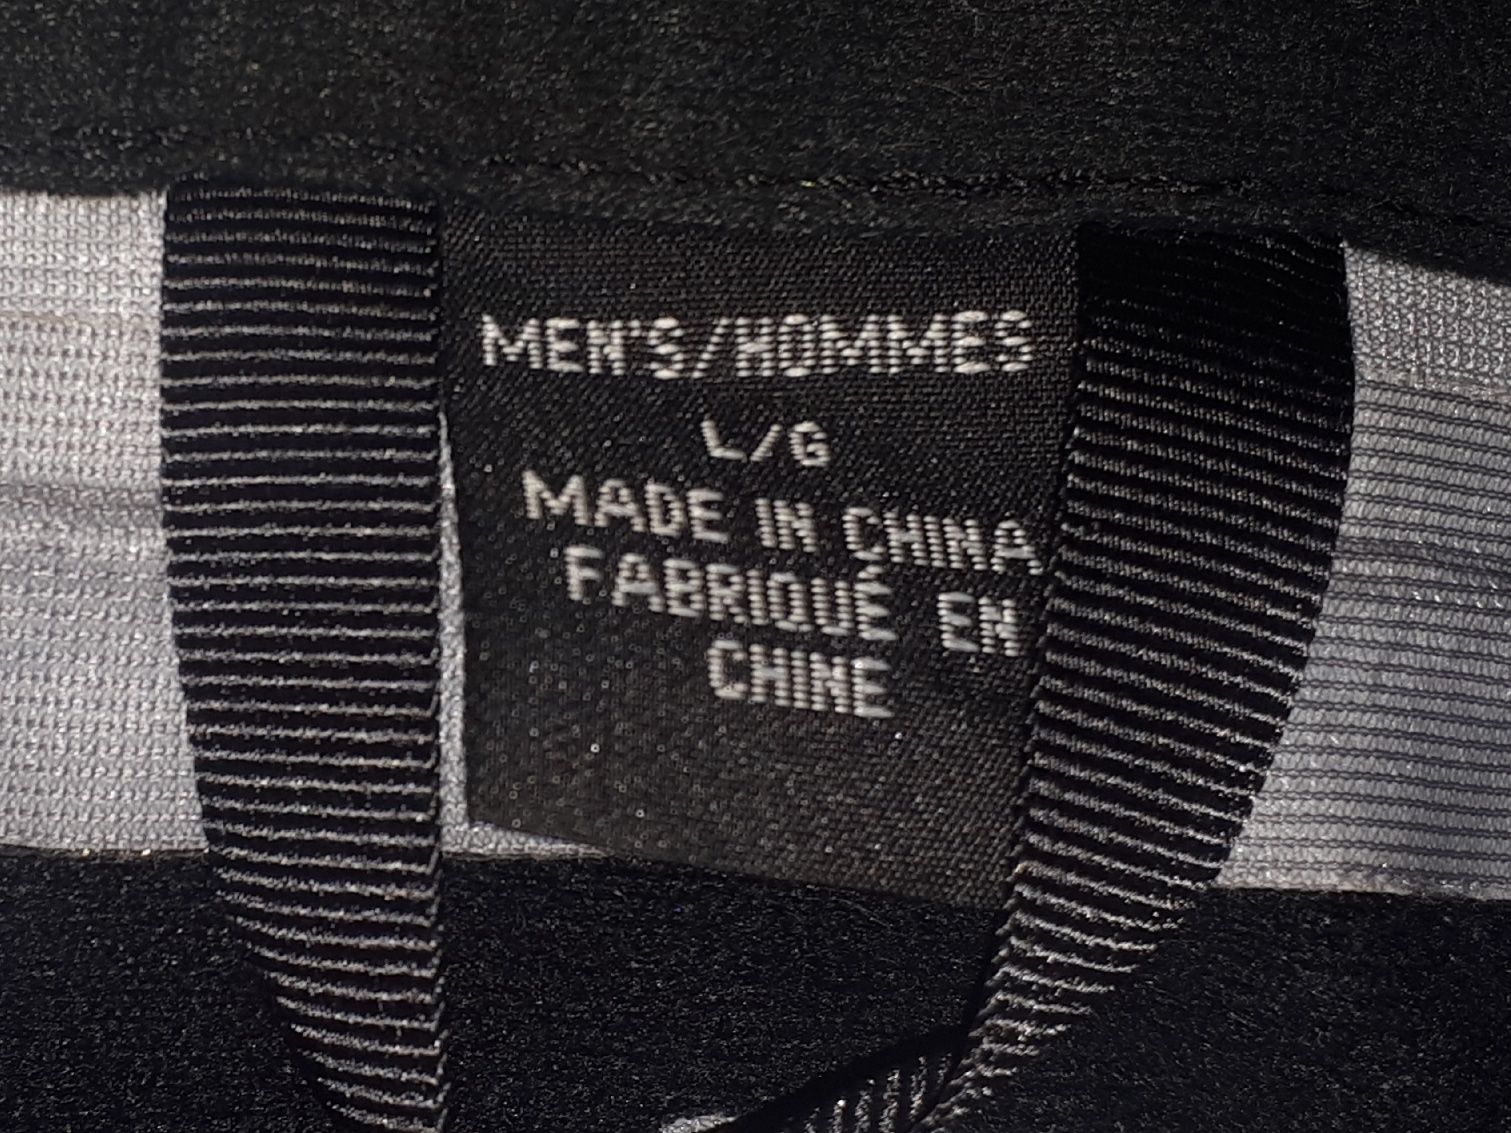 MEN'S/HOMMES
L/G
MADE IN CHINA
FABRIQUÉ EN
CHINE